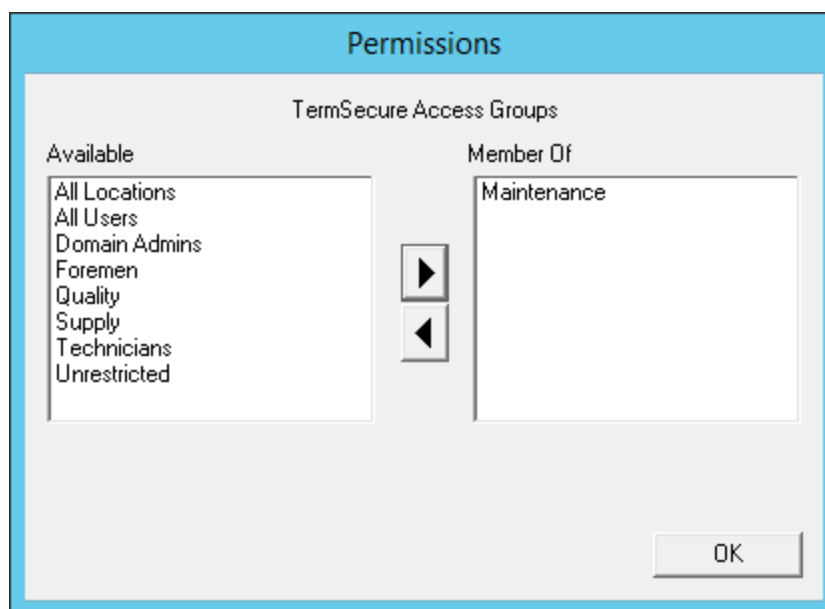 Permissions
TermSecure Access Groups
Available
Member Of
All Locations
All Users
Domain Admins
Foremen
Quality
Supply
Technicians
Unrestricted
Maintenance
OK